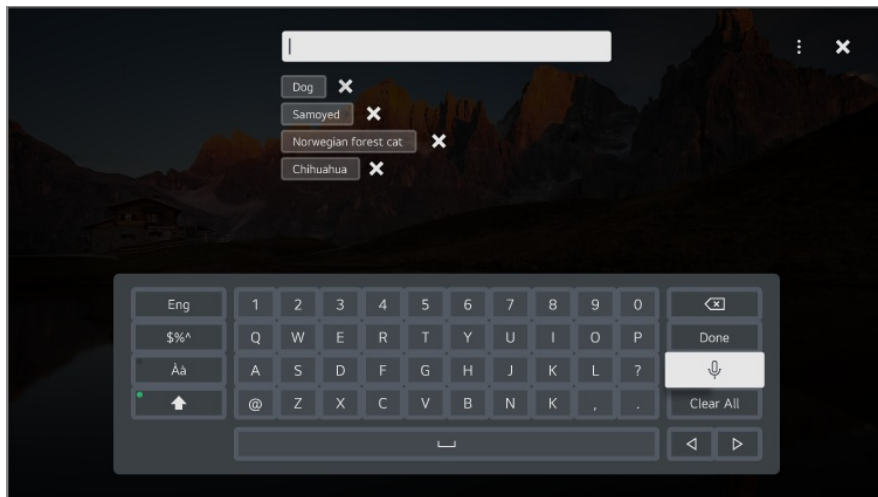 Dog
Samoyed
Norwegian forest cat
Chihuahua
Eng 1 2 3 4 5 6 7 8 9 0
$%^ Q W E R T Y U I O P Done
Àà A S D F G H J K L ?
@ Z X C V B N K , . Clear All